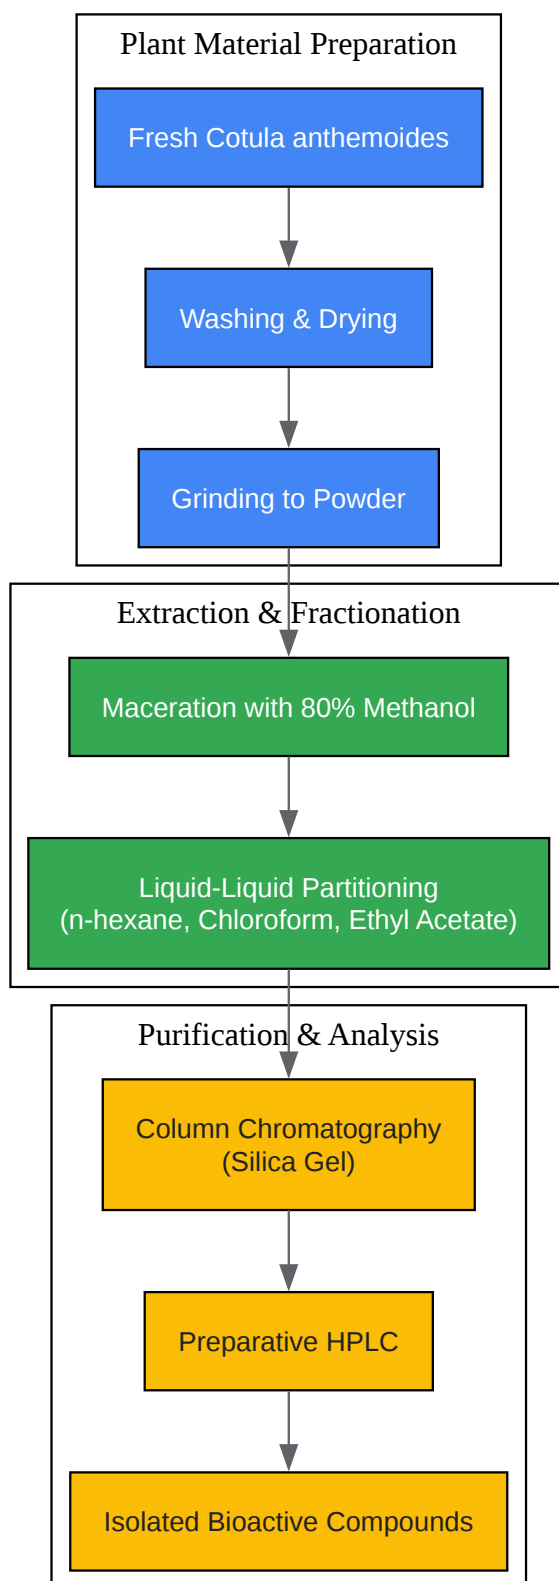 Plant Material Preparation
Fresh Cotula anthemoides
Washing & Drying
Grinding to Powder
Extraction & Fractionation
Maceration with 80% Methanol
Liquid-Liquid Partitioning
(n-hexane, Chloroform, Ethyl Acetate)
Purification & Analysis
Column Chromatography
(Silica Gel)
Preparative HPLC
Isolated Bioactive Compounds